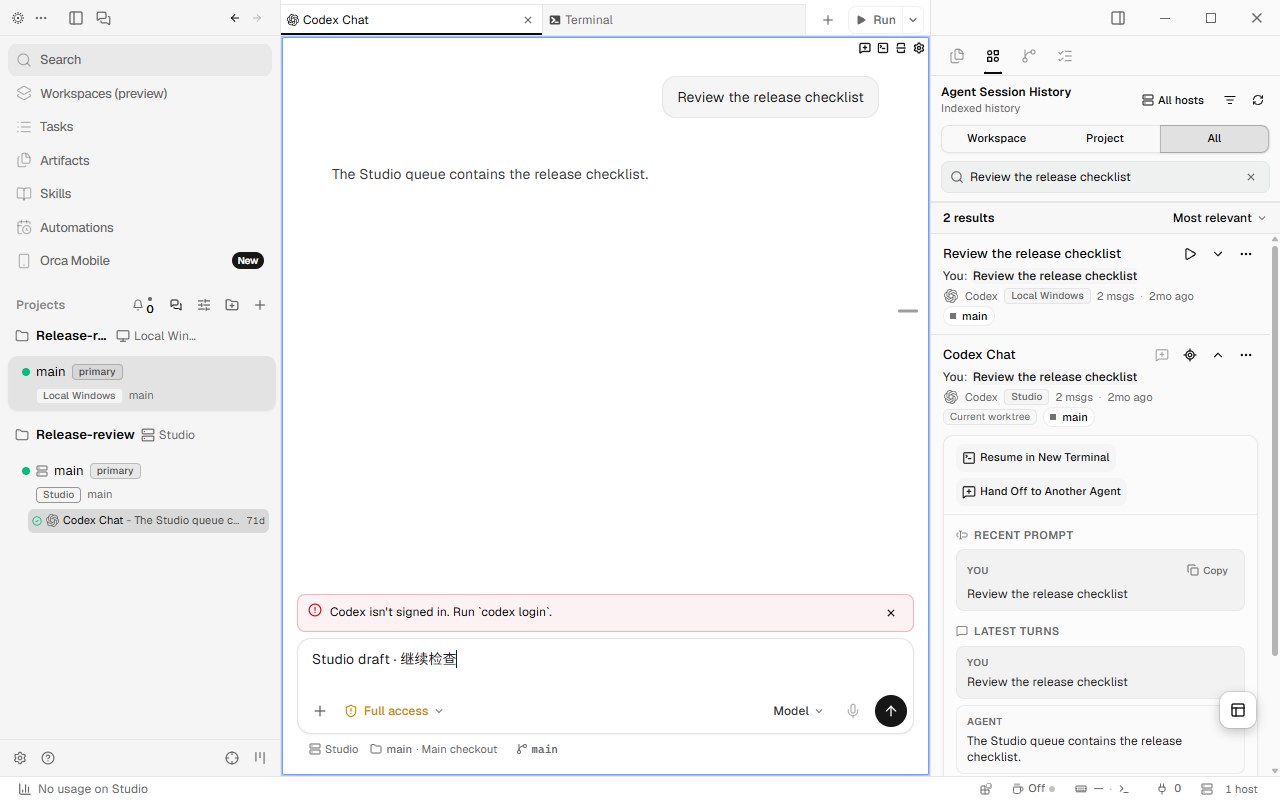 Codex Chat
Terminal
Run
Search
Workspaces (preview)
Tasks
Artifacts
Skills
Automations
Orca Mobile
New
Projects
0
Release-r...
Local Win...
main
primary
Local Windows
main
Release-review
Studio
main
primary
Studio
main
Codex Chat - The Studio queue c...
71d
Review the release checklist
The Studio queue contains the release checklist.
Codex isn't signed in. Run `codex login`.
Studio draft · 继续检查
Full access
Model
Studio
main · Main checkout
main
Agent Session History
Indexed history
All hosts
Workspace
Project
All
Review the release checklist
2 results
Most relevant
Review the release checklist
You: Review the release checklist
Codex
Local Windows
2 msgs · 2mo ago
main
Codex Chat
You: Review the release checklist
Codex
Studio
2 msgs · 2mo ago
Current worktree
main
Resume in New Terminal
Hand Off to Another Agent
RECENT PROMPT
YOU
Copy
Review the release checklist
LATEST TURNS
YOU
Review the release checklist
AGENT
The Studio queue contains the release
checklist.
No usage on Studio
Off
— ·
0
1 host